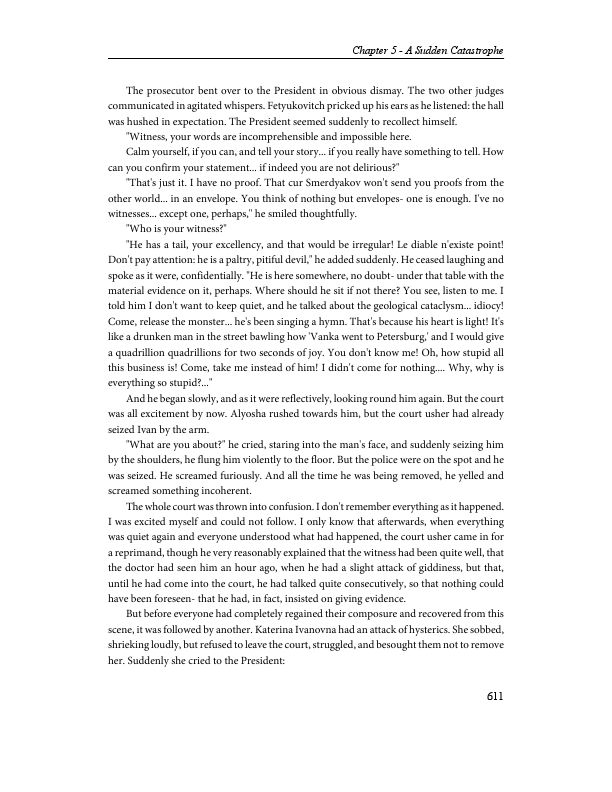 Chapter 5 - A Sudden Catastrophe
The prosecutor bent over to the President in obvious dismay. The two other judges
communicated in agitated whispers. Fetyukovitch pricked up his ears as he listened: the hall
was hushed in expectation. The President seemed suddenly to recollect himself.
"Witness, your words are incomprehensible and impossible here.
Calm yourself, if you can, and tell your story... if you really have something to tell. How
can you confirm your statement... if indeed you are not delirious?"
"That's just it. I have no proof. That cur Smerdyakov won't send you proofs from the
other world... in an envelope. You think of nothing but envelopes- one is enough. I've no
witnesses... except one, perhaps," he smiled thoughtfully.
"Who is your witness?"
"He has a tail, your excellency, and that would be irregular! Le diable n'existe point!
Don't pay attention: he is a paltry, pitiful devil," he added suddenly. He ceased laughing and
spoke as it were, confidentially. "He is here somewhere, no doubt- under that table with the
material evidence on it, perhaps. Where should he sit if not there? You see, listen to me. I
told him I don't want to keep quiet, and he talked about the geological cataclysm... idiocy!
Come, release the monster... he's been singing a hymn. That's because his heart is light! It's
like a drunken man in the street bawling how 'Vanka went to Petersburg,' and I would give
a quadrillion quadrillions for two seconds of joy. You don't know me! Oh, how stupid all
this business is! Come, take me instead of him! I didn't come for nothing.... Why, why is
everything so stupid?..."
And he began slowly, and as it were reflectively, looking round him again. But the court
was all excitement by now. Alyosha rushed towards him, but the court usher had already
seized Ivan by the arm.
"What are you about?" he cried, staring into the man's face, and suddenly seizing him
by the shoulders, he flung him violently to the floor. But the police were on the spot and he
was seized. He screamed furiously. And all the time he was being removed, he yelled and
screamed something incoherent.
The whole court was thrown into confusion. I don't remember everything as it happened.
I was excited myself and could not follow. I only know that afterwards, when everything
was quiet again and everyone understood what had happened, the court usher came in for
a reprimand, though he very reasonably explained that the witness had been quite well, that
the doctor had seen him an hour ago, when he had a slight attack of giddiness, but that,
until he had come into the court, he had talked quite consecutively, so that nothing could
have been foreseen- that he had, in fact, insisted on giving evidence.
But before everyone had completely regained their composure and recovered from this
scene, it was followed by another. Katerina Ivanovna had an attack of hysterics. She sobbed,
shrieking loudly, but refused to leave the court, struggled, and besought them not to remove
her. Suddenly she cried to the President:
611